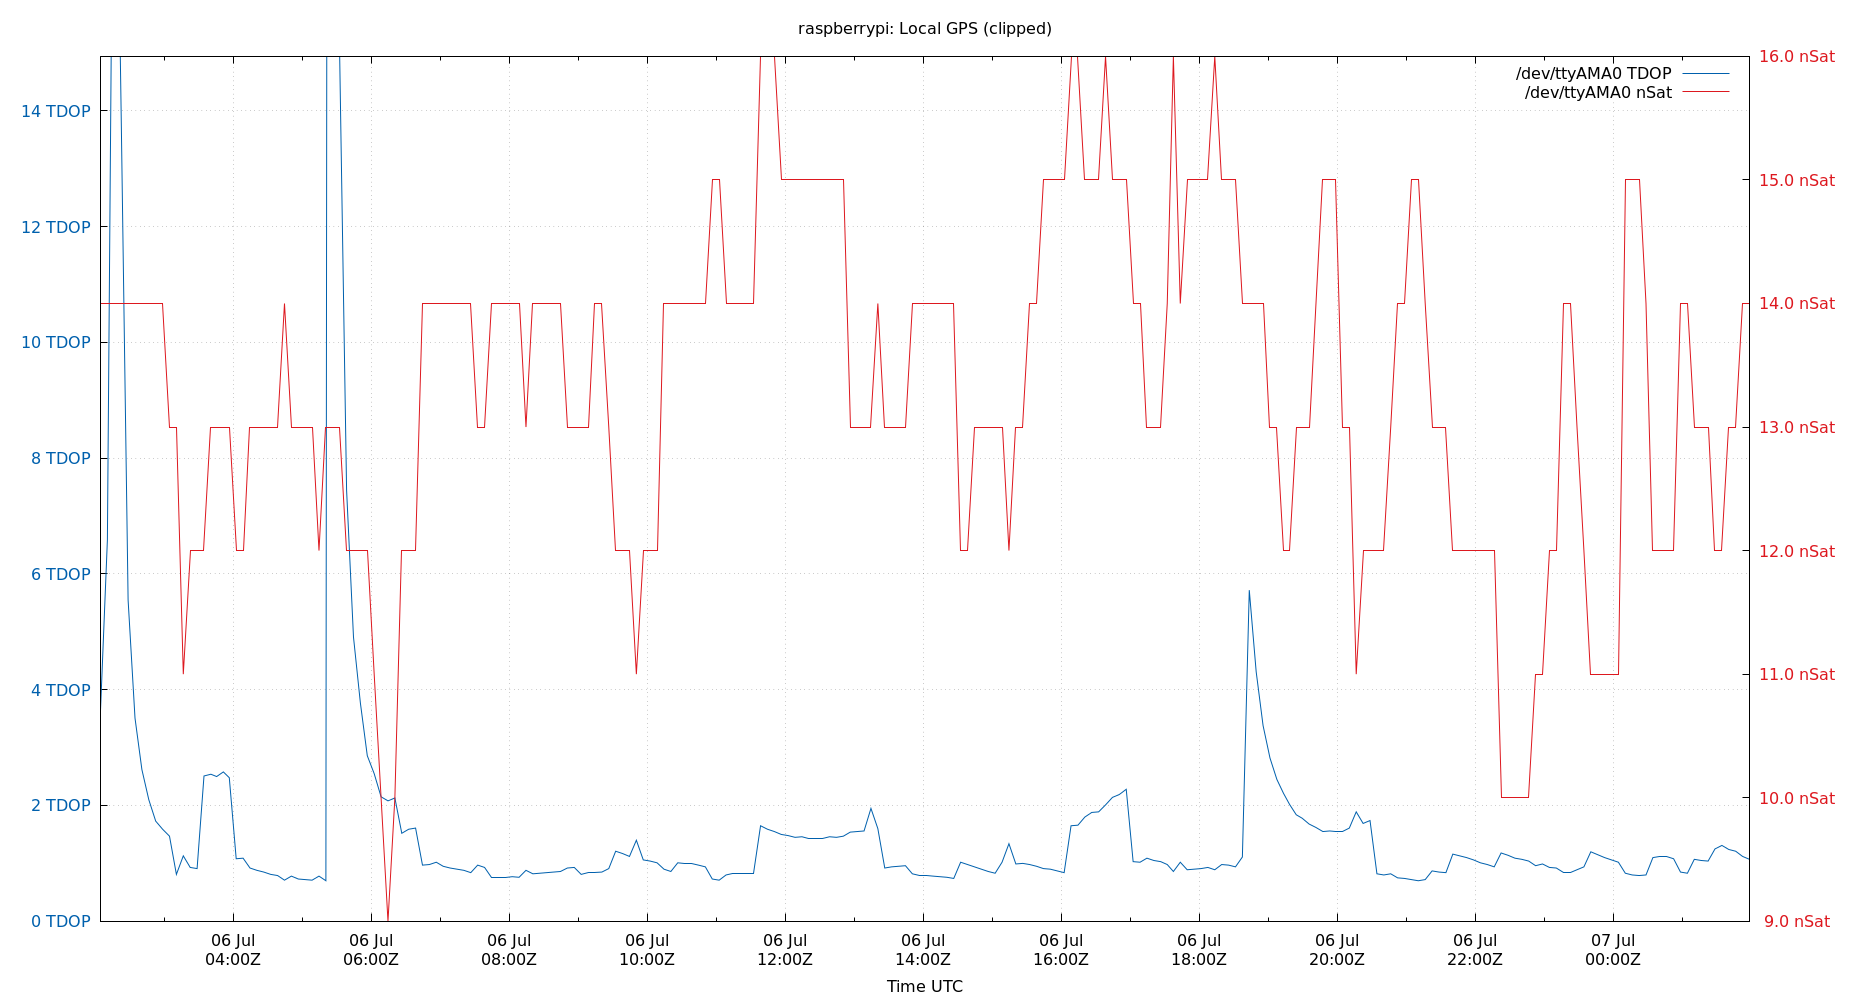 raspberrypi: Local GPS (clipped)
/dev/ttyAMA0 TDOP
/dev/ttyAMA0 nSat
14 TDOP
12 TDOP
10 TDOP
8 TDOP
6 TDOP
4 TDOP
2 TDOP
0 TDOP
16.0 nSat
15.0 nSat
14.0 nSat
13.0 nSat
12.0 nSat
11.0 nSat
10.0 nSat
9.0 nSat
06 Jul 06 Jul 06 Jul 06 Jul 06 Jul 06 Jul 06 Jul 06 Jul 06 Jul 06 Jul 07 Jul
04:00Z 06:00Z 08:00Z 10:00Z 12:00Z 14:00Z 16:00Z 18:00Z 20:00Z 22:00Z 00:00Z
Time UTC